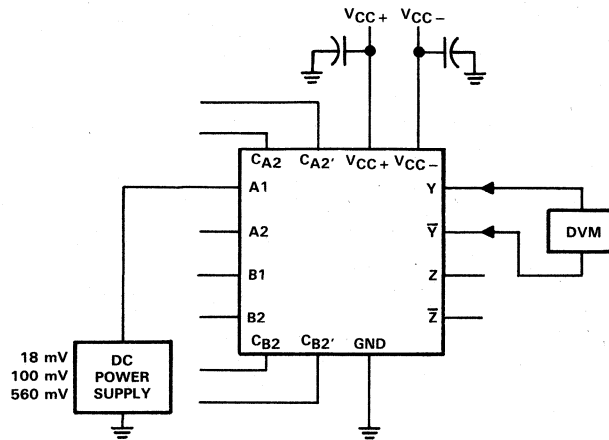 VCC+ VCC−
CA2 CA2' VCC+ VCC−
A1 Y
A2 Y̅
DVM
B1 Z
B2 Z̅
CB2 CB2' GND
18 mV
100 mV
560 mV
DC
POWER
SUPPLY